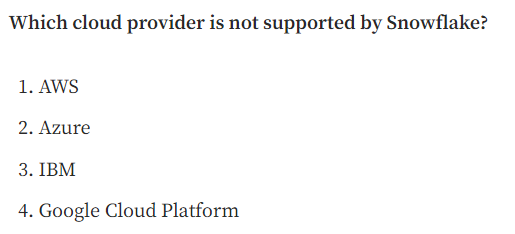 Which cloud provider is not supported by Snowflake?
1. AWS
2. Azure
3. IBM
4. Google Cloud Platform